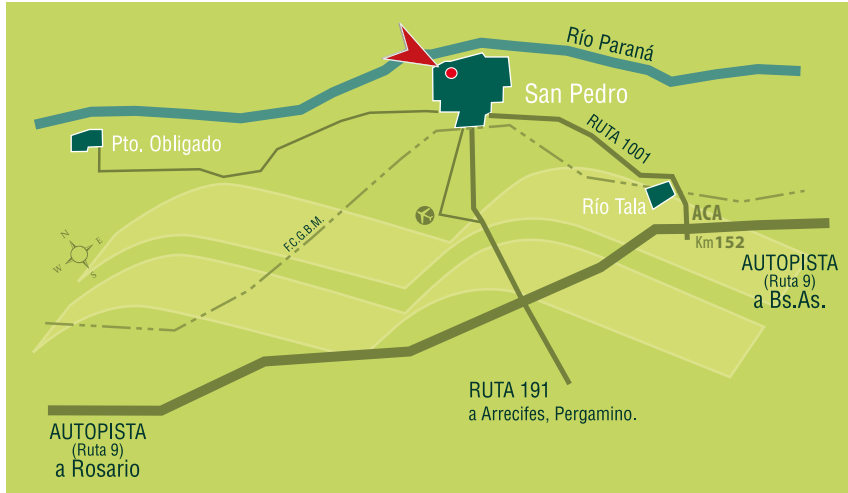 Río Paraná
San Pedro
Pto. Obligado
RUTA 1001
Río Tala
ACA
Km152
F.C.G.B.M.
N
E
W
S
AUTOPISTA
(Ruta 9)
a Bs.As.
RUTA 191
a Arrecifes, Pergamino.
AUTOPISTA
(Ruta 9)
a Rosario